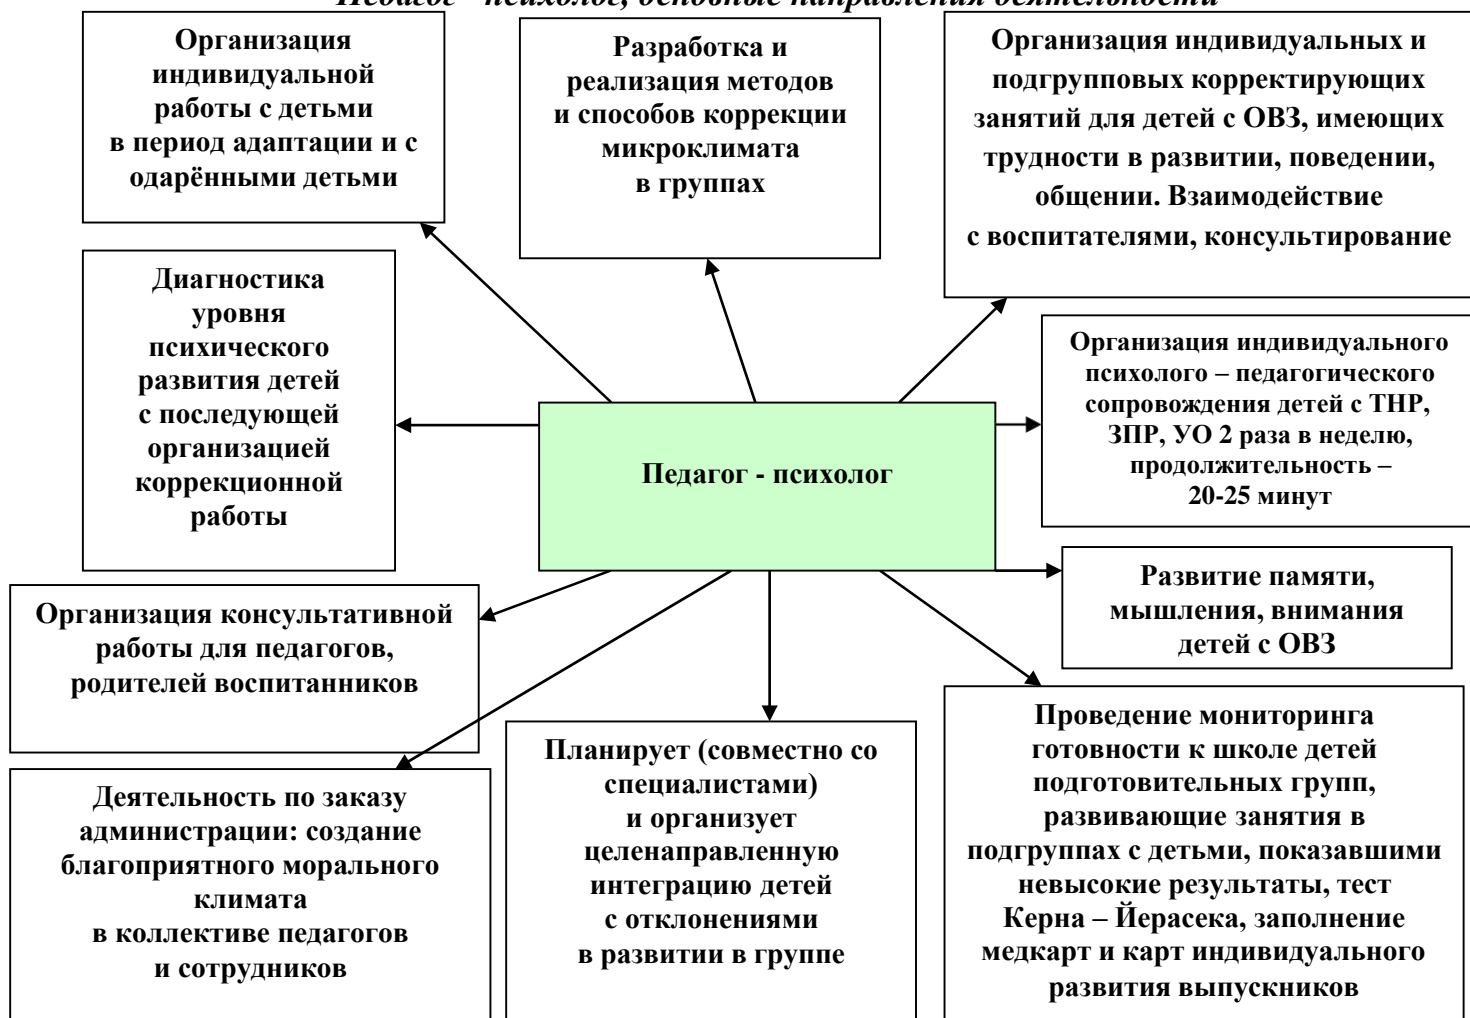 Педагог - психолог, основные направления деятельности
Организация
индивидуальной
работы с детьми
в период адаптации и с
одарёнными детьми
Разработка и
реализация методов
и способов коррекции
микроклимата
в группах
Организация индивидуальных и
подгрупповых корректирующих
занятий для детей с ОВЗ, имеющих
трудности в развитии, поведении,
общении. Взаимодействие
с воспитателями, консультирование
Диагностика
уровня
психического
развития детей
с последующей
организацией
коррекционной
работы
Организация индивидуального
психолого – педагогического
сопровождения детей с ТНР,
ЗПР, УО 2 раза в неделю,
продолжительность –
20-25 минут
Педагог - психолог
Развитие памяти,
мышления, внимания
детей с ОВЗ
Организация консультативной
работы для педагогов,
родителей воспитанников
Деятельность по заказу
администрации: создание
благоприятного морального
климата
в коллективе педагогов
и сотрудников
Планирует (совместно со
специалистами)
и организует
целенаправленную
интеграцию детей
с отклонениями
в развитии в группе
Проведение мониторинга
готовности к школе детей
подготовительных групп,
развивающие занятия в
подгруппах с детьми, показавшими
невысокие результаты, тест
Керна – Йерасека, заполнение
медкарт и карт индивидуального
развития выпускников